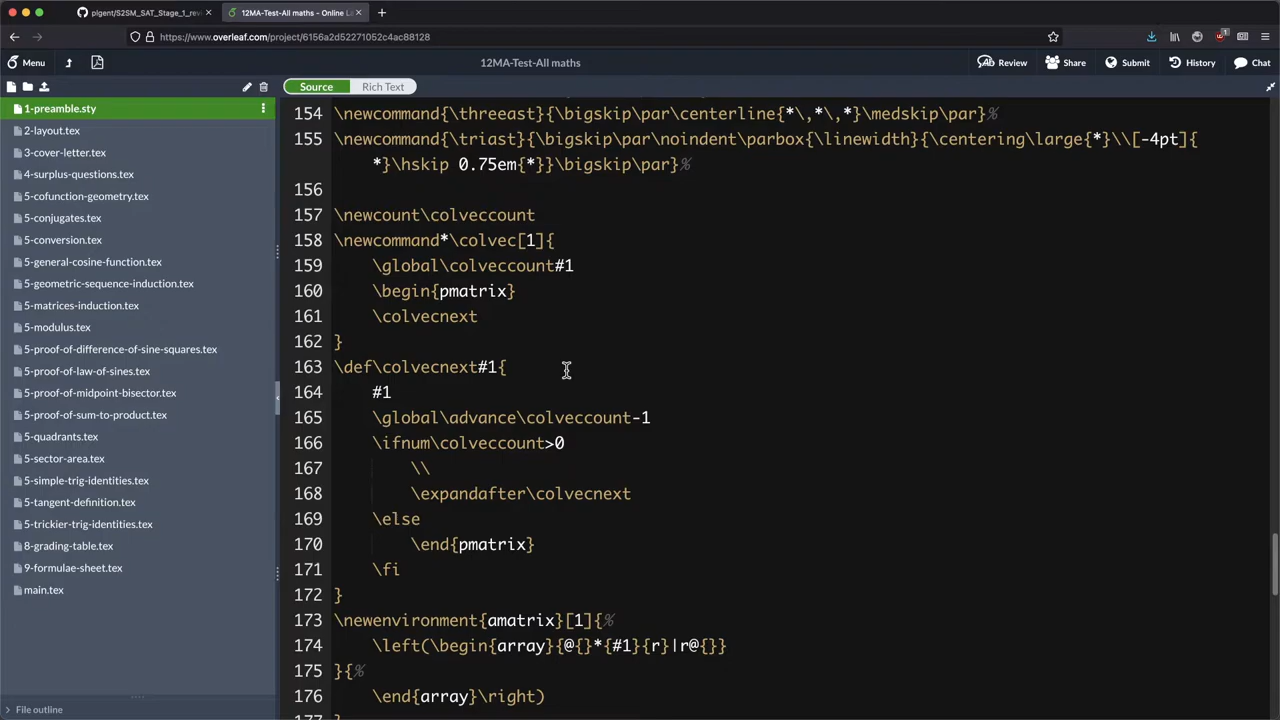 plgent/S2SM_SAT_Stage_1_rev
12MA-Test-All maths - Online L
https://www.overleaf.com/project/6156a2d52271052c4ac88128
1
Menu
12MA-Test-All maths
Review
Share
Submit
History
Chat
Source
Rich Text
1-preamble.sty
2-layout.tex
3-cover-letter.tex
4-surplus-questions.tex
5-cofunction-geometry.tex
5-conjugates.tex
5-conversion.tex
5-general-cosine-function.tex
5-geometric-sequence-induction.tex
5-matrices-induction.tex
5-modulus.tex
5-proof-of-difference-of-sine-squares.tex
5-proof-of-law-of-sines.tex
5-proof-of-midpoint-bisector.tex
5-proof-of-sum-to-product.tex
5-quadrants.tex
5-sector-area.tex
5-simple-trig-identities.tex
5-tangent-definition.tex
5-trickier-trig-identities.tex
8-grading-table.tex
9-formulae-sheet.tex
main.tex
File outline
154 \newcommand{\threeast}{\bigskip\par\centerline{*\,*\,*}\medskip\par}%
155 \newcommand{\triast}{\bigskip\par\noindent\parbox{\linewidth}{\centering\large{*}\\[-4pt]{
*}\hskip 0.75em{*}}\bigskip\par}%
156
157 \newcount\colveccount
158 \newcommand*\colvec[1]{
159 \global\colveccount#1
160 \begin{pmatrix}
161 \colvecnext
162 }
163 \def\colvecnext#1{
164 #1
165 \global\advance\colveccount-1
166 \ifnum\colveccount>0
167 \\
168 \expandafter\colvecnext
169 \else
170 \end{pmatrix}
171 \fi
172 }
173 \newenvironment{amatrix}[1]{%
174 \left(\begin{array}{@{}*{#1}{r}|r@{}}
175 }{%
176 \end{array}\right)